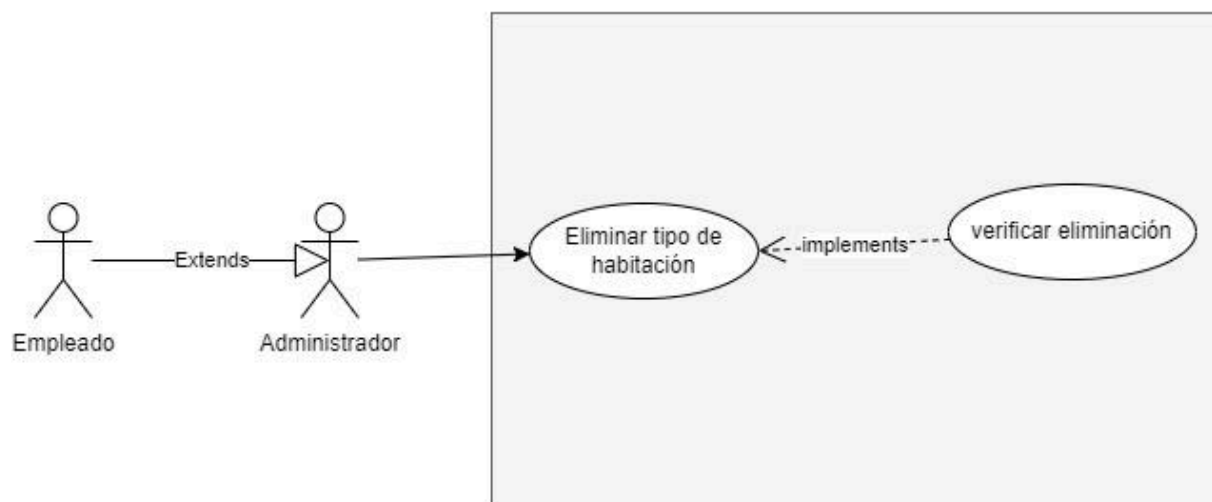 Extends
Empleado
Administrador
Eliminar tipo de
habitación
implements
verificar eliminación